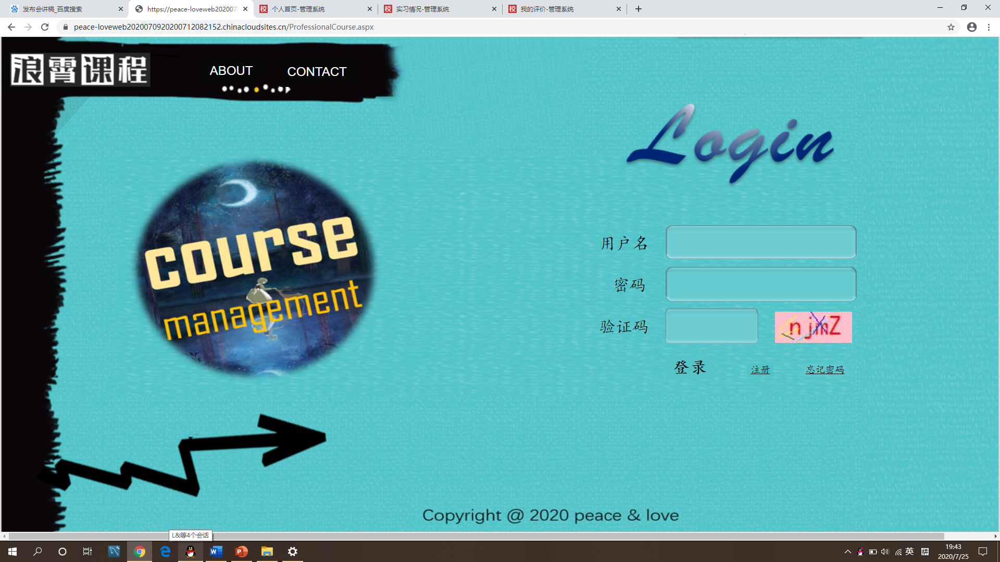 发布会讲稿_百度搜索
https://peace-loveweb202007
个人首页-管理系统
实习情况-管理系统
我的评价-管理系统
peace-loveweb2020070920200712082152.chinacloudsites.cn/ProfessionalCourse.aspx
浪霄课程
ABOUT
CONTACT
Login
course
management
用户名
密码
验证码
njmZ
登录
注册
忘记密码
Copyright @ 2020 peace & love
L&等4个会话
英
拼
19:43
2020/7/25